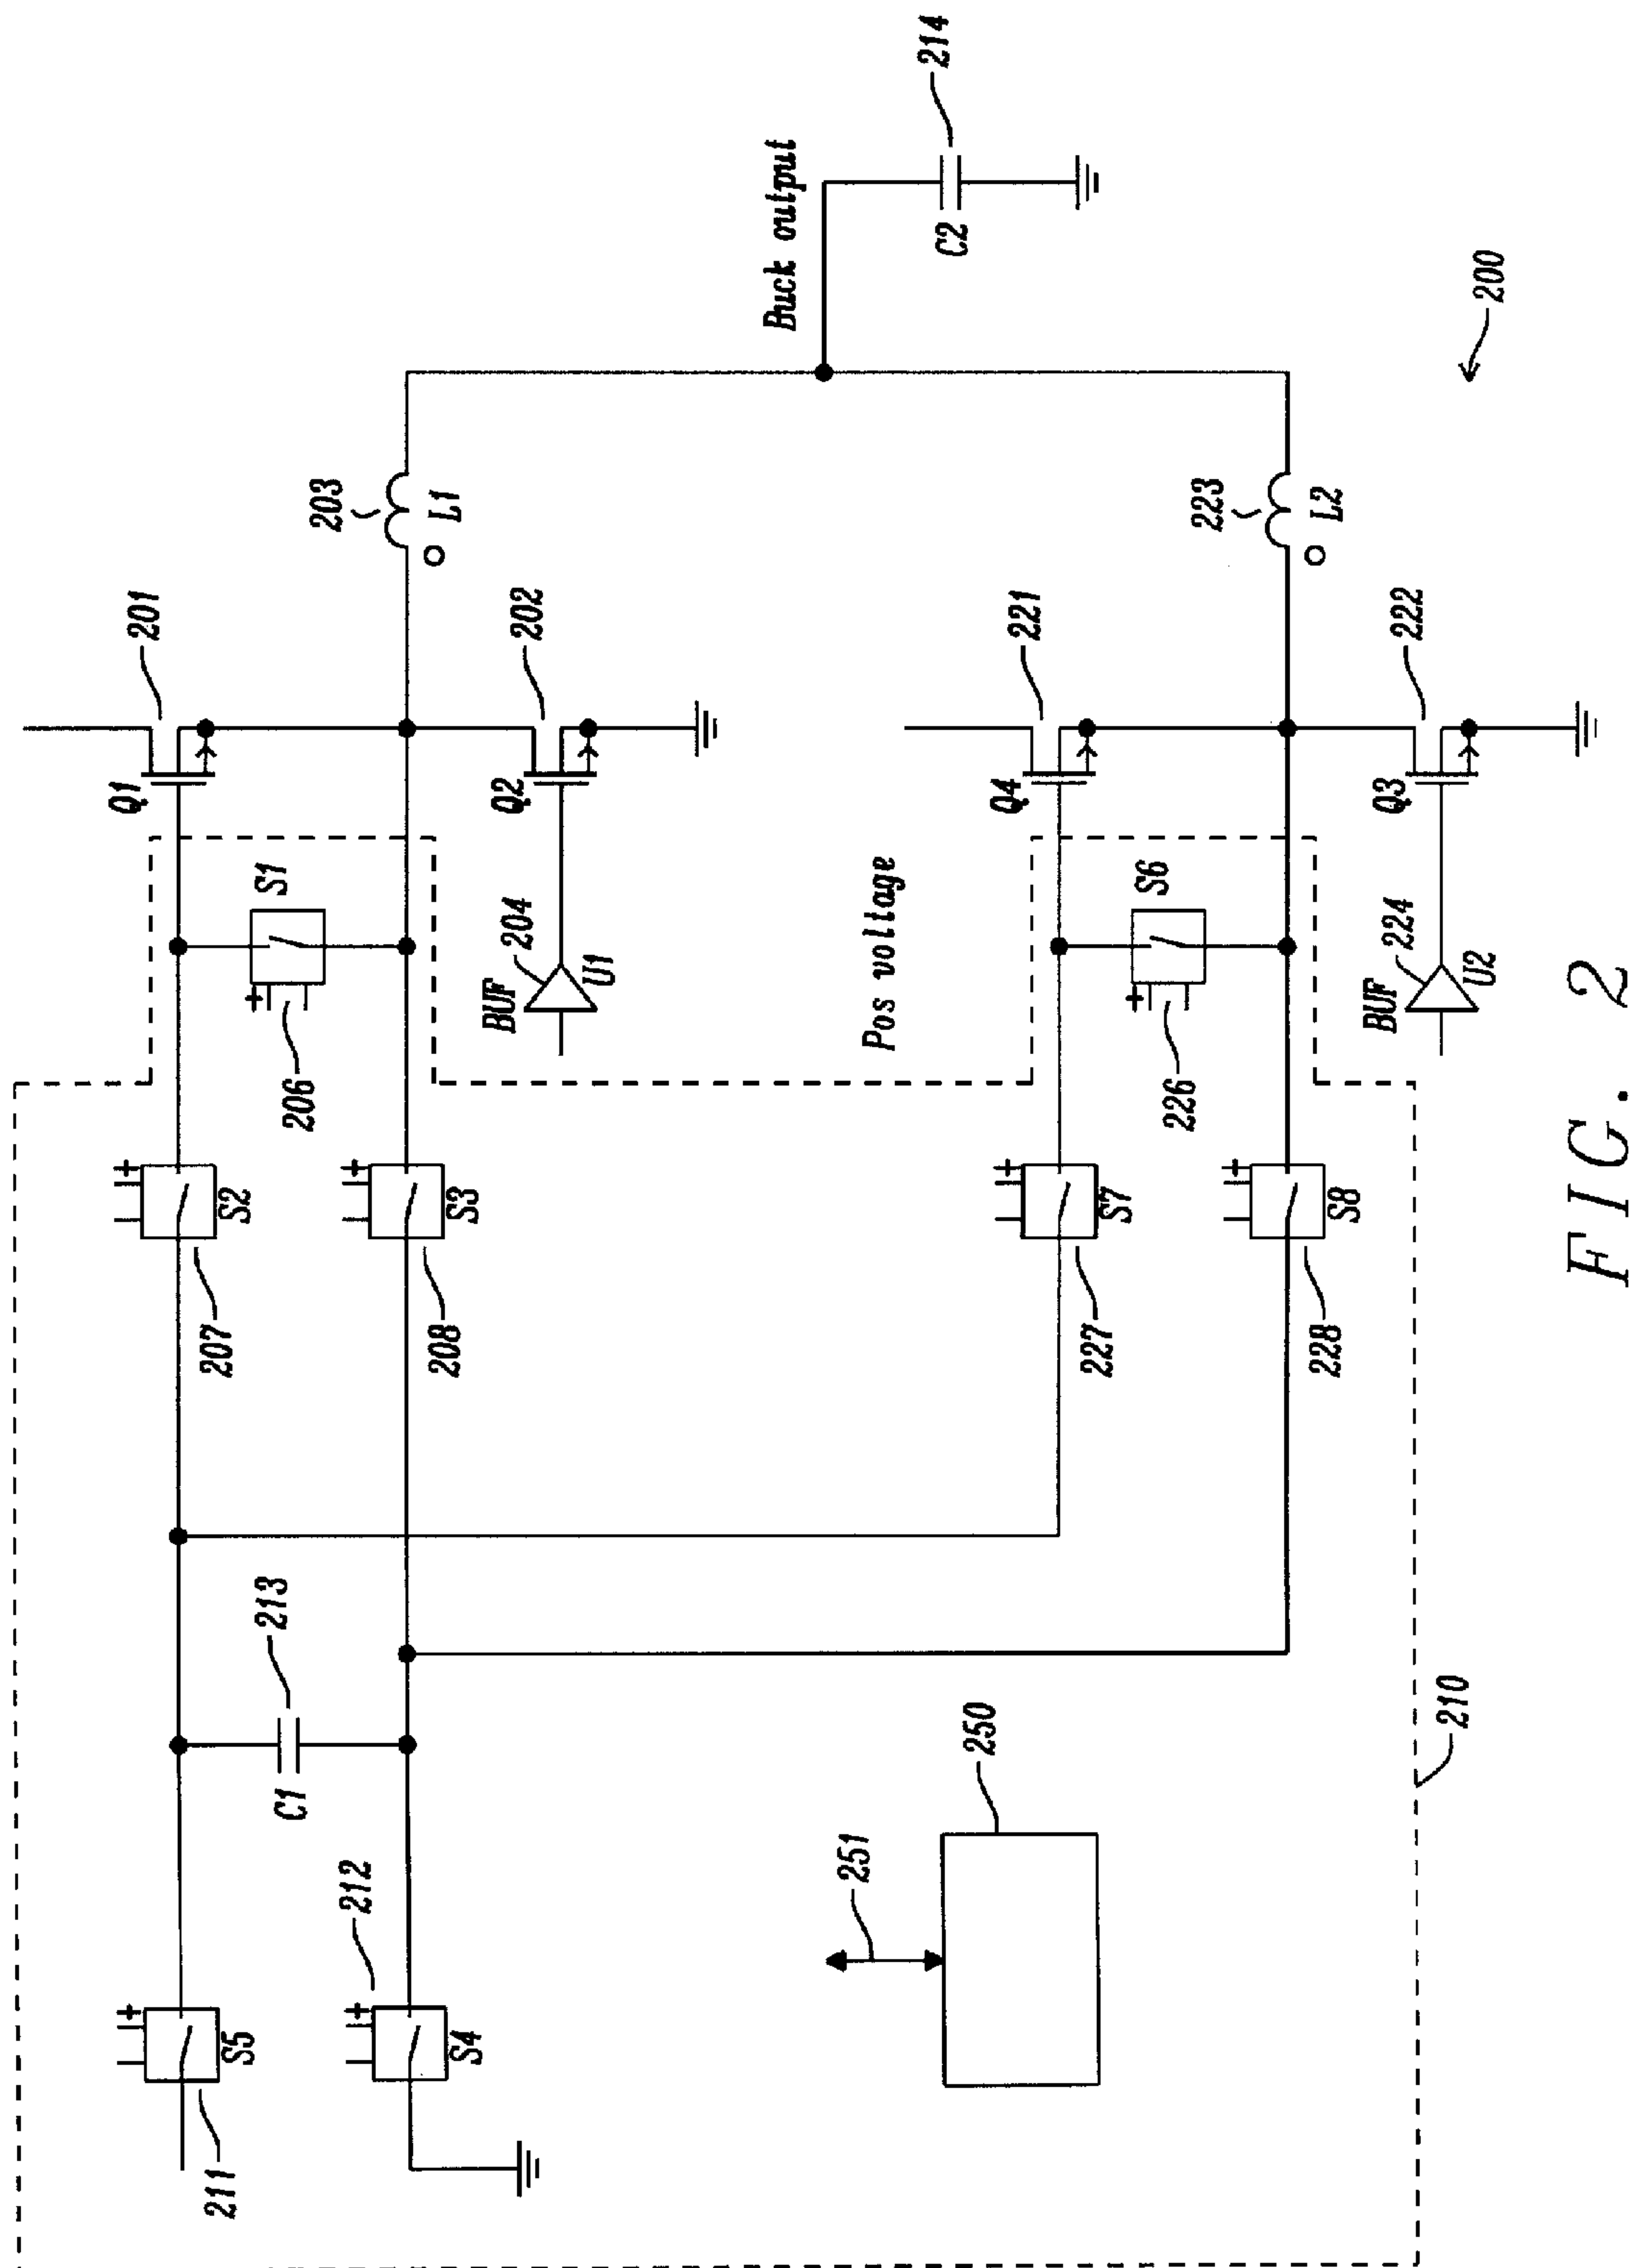 211
S5
+
S4
+
212
C1
213
207
S2
+
208
S3
+
206
+
S1
Q1
201
BUF
204
U1
Q2
202
203
L1
Buck output
C2
214
251
250
210
227
S7
+
228
S8
+
226
+
S6
Pos voltage
Q4
221
BUF
224
U2
Q3
222
223
L2
200
FIG. 2